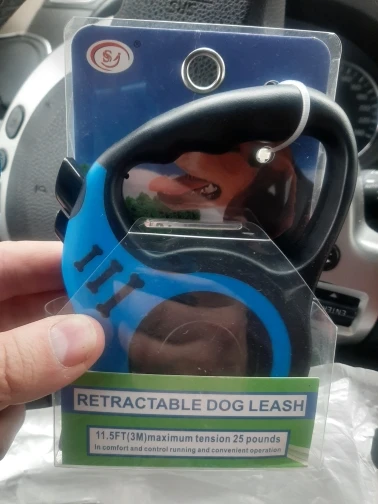 RETRACTABLE DOG LEASH
11.5FT(3M)maximum tension 25 pounds
In comfort and control running and convenient operation